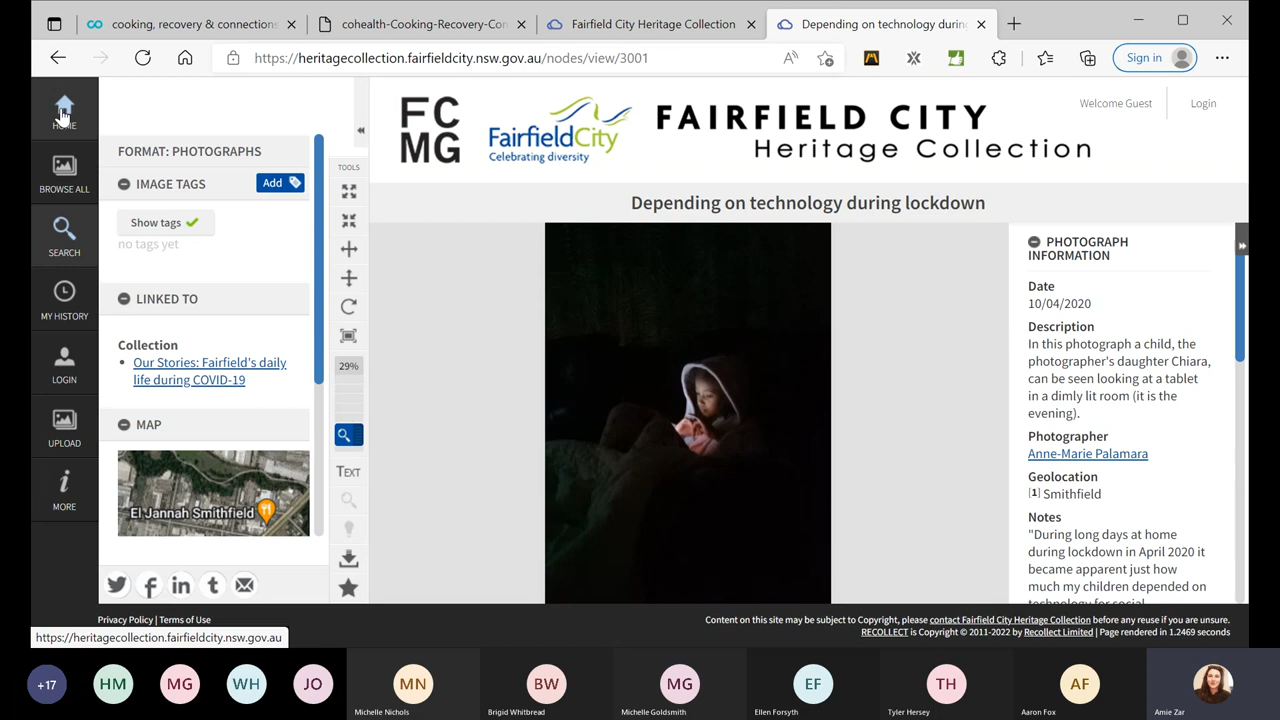 cooking, recovery & connections
cohealth-Cooking-Recovery-Con
Fairfield City Heritage Collection
Depending on technology durin
https://heritagecollection.fairfieldcity.nsw.gov.au/nodes/view/3001
Sign in
HOME
BROWSE ALL
SEARCH
MY HISTORY
LOGIN
UPLOAD
MORE
FORMAT: PHOTOGRAPHS
IMAGE TAGS
Add
Show tags
no tags yet
LINKED TO
Collection
Our Stories: Fairfield's daily
life during COVID-19
MAP
El Jannah Smithfield
TOOLS
29%
TEXT
FC
MG
FairfieldCity
Celebrating diversity
FAIRFIELD CITY
Heritage Collection
Welcome Guest
Login
Depending on technology during lockdown
PHOTOGRAPH
INFORMATION
Date
10/04/2020
Description
In this photograph a child, the
photographer's daughter Chiara,
can be seen looking at a tablet
in a dimly lit room (it is the
evening).
Photographer
Anne-Marie Palamara
Geolocation
[1] Smithfield
Notes
"During long days at home
during lockdown in April 2020 it
became apparent just how
much my children depended on
technology for social
Privacy Policy | Terms of Use
Content on this site may be subject to Copyright, please contact Fairfield City Heritage Collection before any reuse if you are unsure.
RECOLLECT is Copyright © 2011-2022 by Recollect Limited | Page rendered in 1.2469 seconds
https://heritagecollection.fairfieldcity.nsw.gov.au
+17
HM
MG
WH
JO
MN
Michelle Nichols
BW
Brigid Whitbread
MG
Michelle Goldsmith
EF
Ellen Forsyth
TH
Tyler Hersey
AF
Aaron Fox
Amie Zar